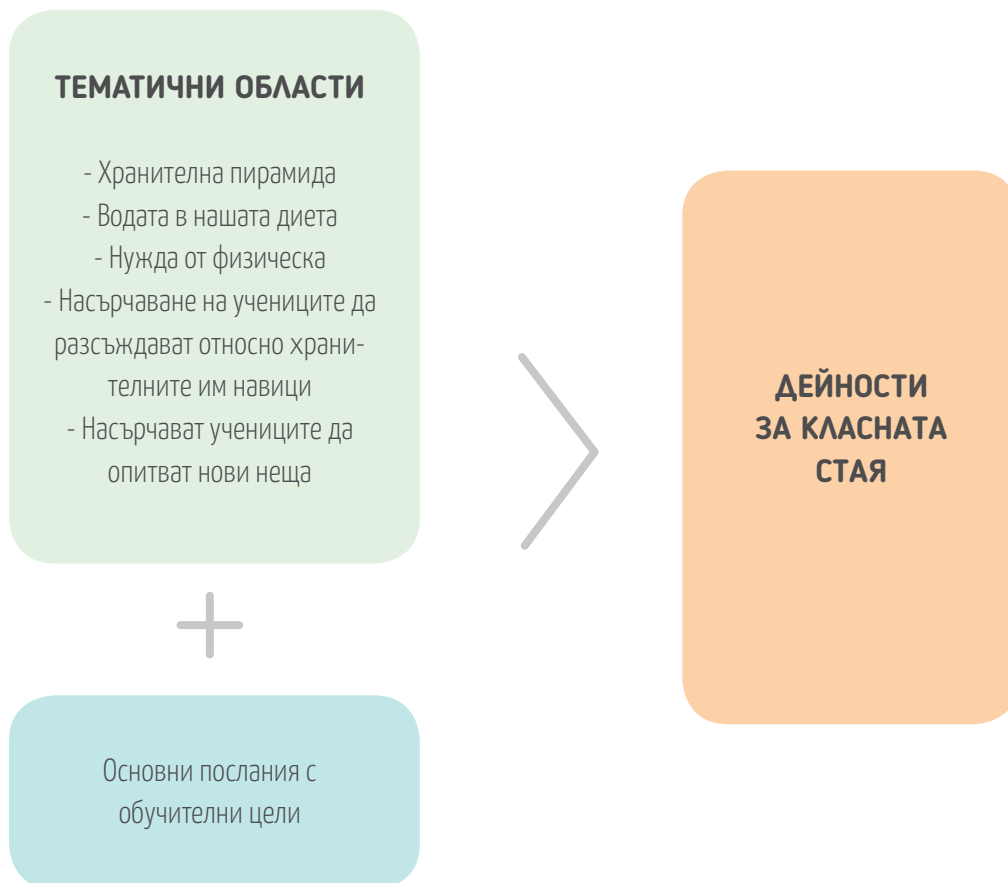 ТЕМАТИЧНИ ОБЛАСТИ
- Хранителна пирамида
- Водата в нашата диета
- Нужда от физическа
- Насърчаване на учениците да
разсъждават относно храни-
телните им навици
- Насърчават учениците да
опитват нови неща
+
Основни послания с
обучителни цели
ДЕЙНОСТИ
ЗА КЛАСНАТА
СТАЯ